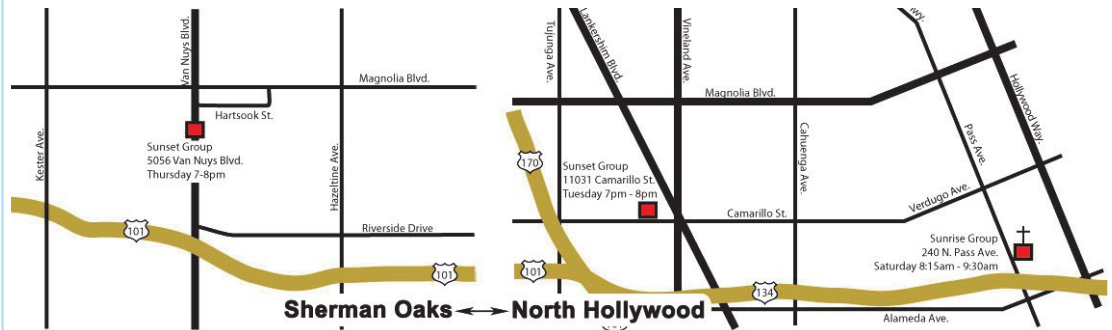 Kester Ave.
Van Nuys Blvd.
Magnolia Blvd.
Hartsook St.
Sunset Group
5056 Van Nuys Blvd.
Thursday 7-8pm
Hazeltine Ave.
101
Riverside Drive
101
Tujunga Ave.
Lankershim Blvd.
Vineland Ave.
Magnolia Blvd.
Cahuenga Ave.
Pass Ave.
Hollywood Way.
170
Sunset Group
11031 Camarillo St.
Tuesday 7pm - 8pm
Camarillo St.
Verdugo Ave.
Sunrise Group
240 N. Pass Ave.
Saturday 8:15am - 9:30am
101
134
Alameda Ave.
Sherman Oaks
North Hollywood